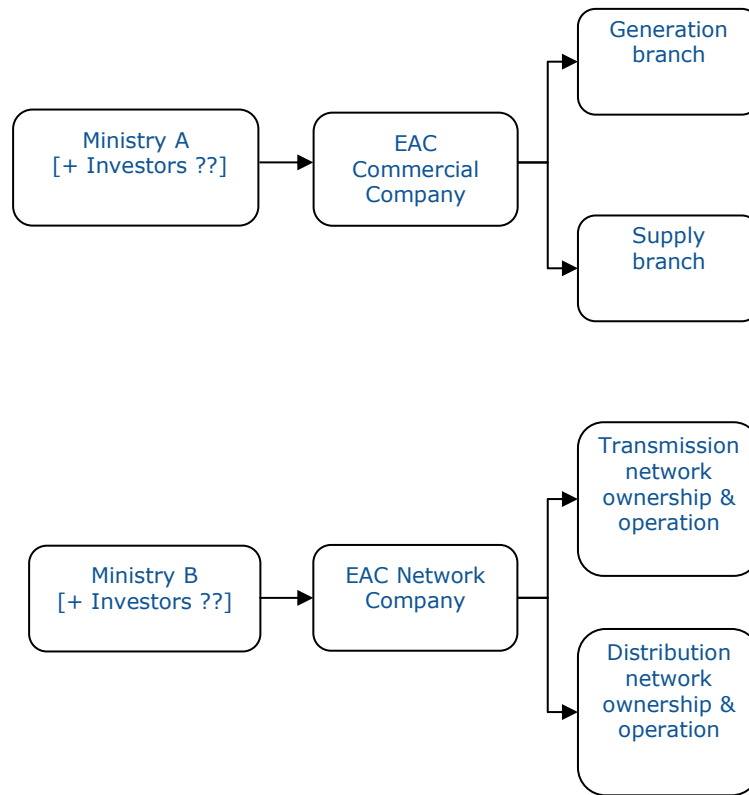 Generation
branch
Ministry A
[+ Investors ??]
EAC
Commercial
Company
Supply
branch
Transmission
network
ownership &
operation
Ministry B
[+ Investors ??]
EAC Network
Company
Distribution
network
ownership &
operation